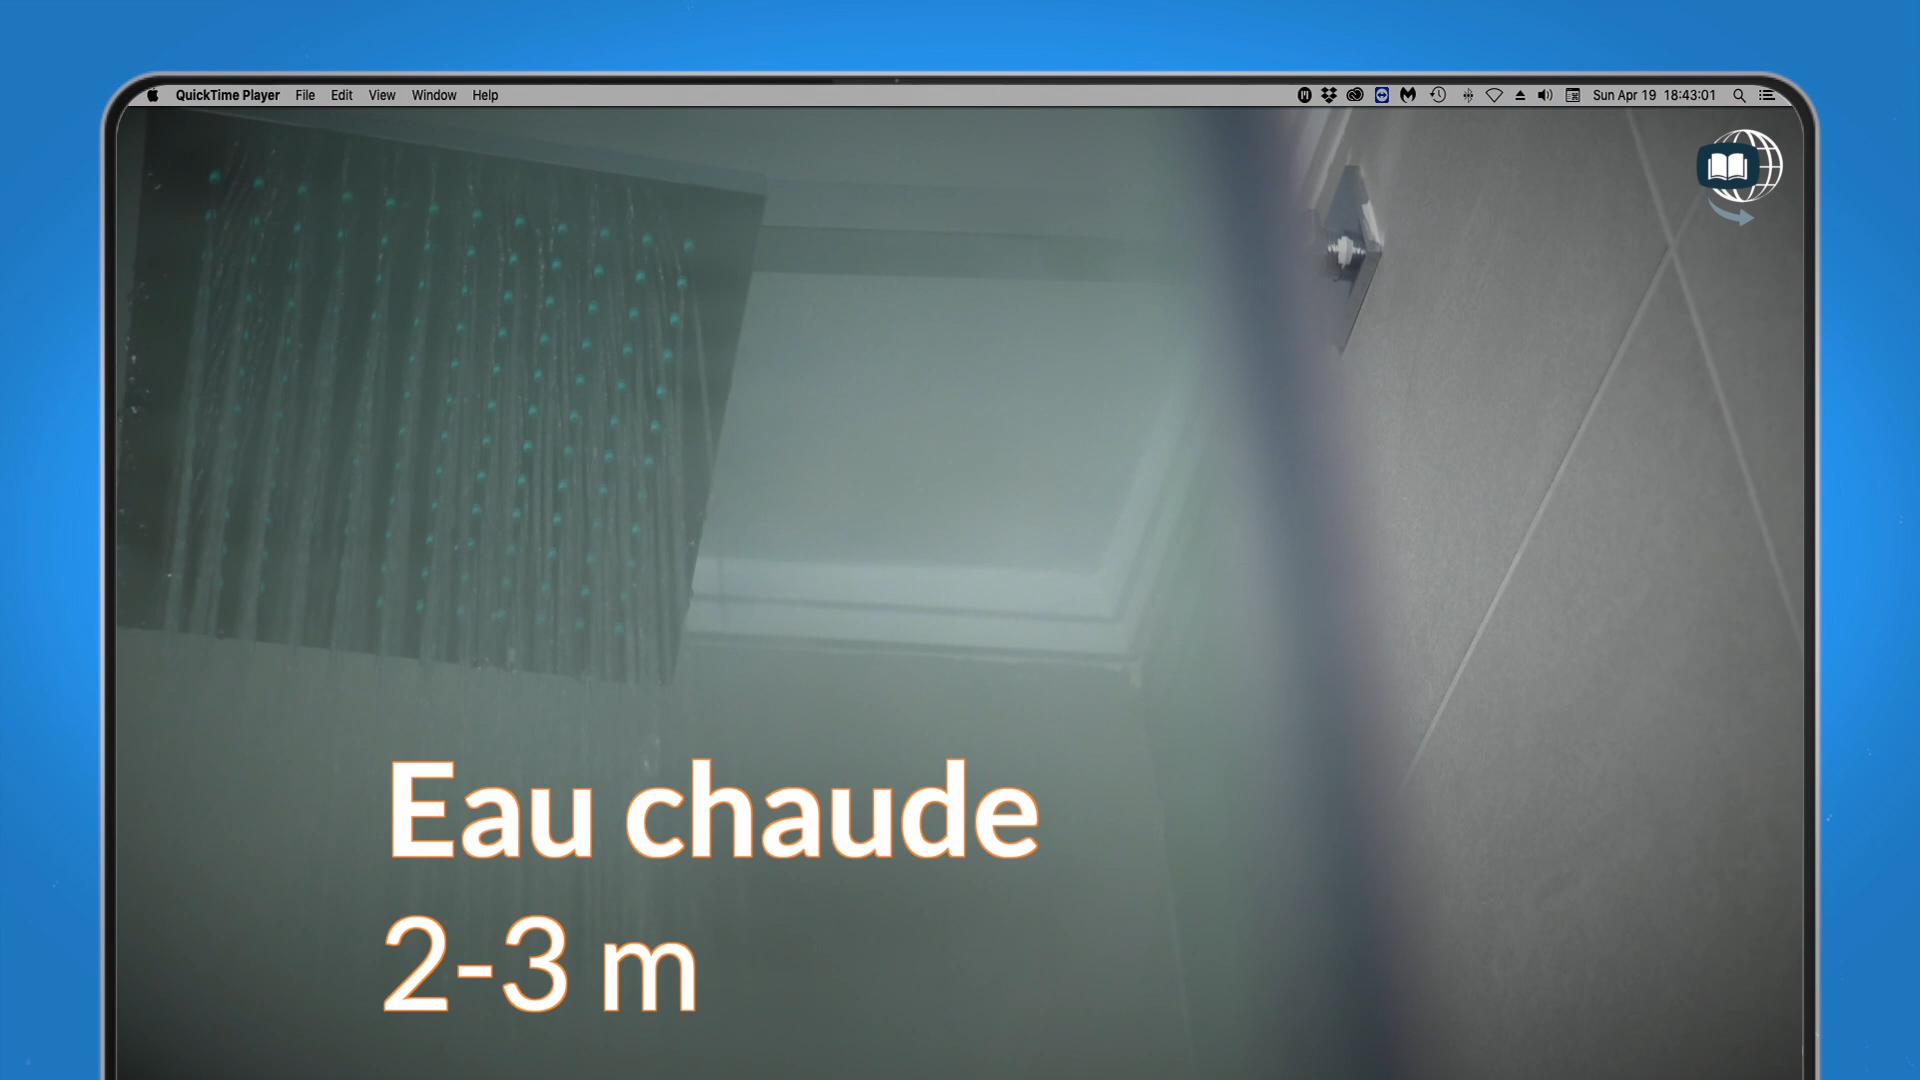 QuickTime Player File Edit View Window Help Sun Apr 19 18:43:01
Eau chaude
2-3 m